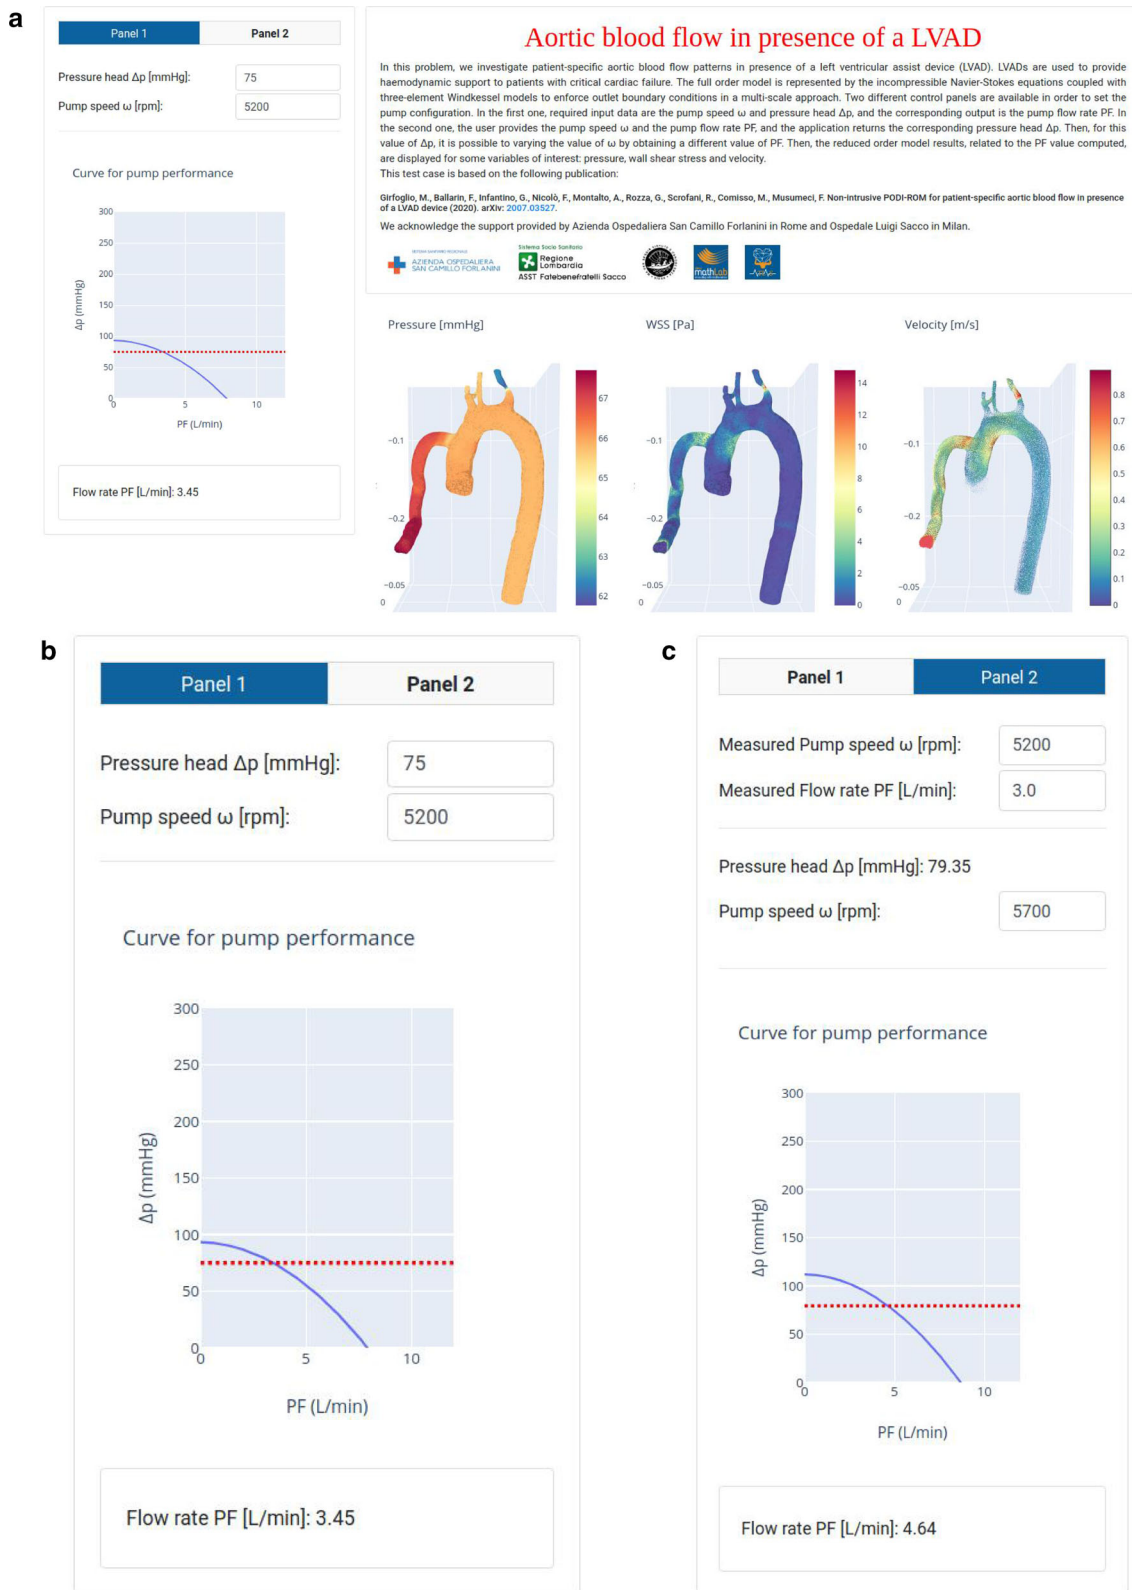 a
Panel 1
Panel 2
Pressure head Δp [mmHg]:
75
Pump speed ω [rpm]:
5200
Curve for pump performance
300
250
200
150
100
50
0
0
5
10
Δp (mmHg)
PF (L/min)
Flow rate PF [L/min]: 3.45
Aortic blood flow in presence of a LVAD
In this problem, we investigate patient-specific aortic blood flow patterns in presence of a left ventricular assist device (LVAD). LVADs are used to provide
haemodynamic support to patients with critical cardiac failure. The full order model is represented by the incompressible Navier-Stokes equations coupled with
three-element Windkessel models to enforce outlet boundary conditions in a multi-scale approach. Two different control panels are available in order to set the
pump configuration. In the first one, required input data are the pump speed ω and pressure head Δp, and the corresponding output is the pump flow rate PF. In
the second one, the user provides the pump speed ω and the pump flow rate PF, and the application returns the corresponding pressure head Δp. Then, for this
value of Δp, it is possible to varying the value of ω by obtaining a different value of PF. Then, the reduced order model results, related to the PF value computed,
are displayed for some variables of interest: pressure, wall shear stress and velocity.
This test case is based on the following publication:
Girfoglio, M., Ballarin, F., Infantino, G., Nicolò, F., Montalto, A., Rozza, G., Scrofani, R., Comisso, M., Musumeci, F. Non-intrusive PODI-ROM for patient-specific aortic blood flow in presence
of a LVAD device (2020). arXiv: 2007.03527.
We acknowledge the support provided by Azienda Ospedaliera San Camillo Forlanini in Rome and Ospedale Luigi Sacco in Milan.
AZIENDA OSPEDALIERA
SAN CAMILLO FORLANINI
Sistema Socio Sanitario
Regione
Lombardia
ASST Fatebenefratelli Sacco
mathLab
Pressure [mmHg]
−0.1
−0.2
−0.05
0
67
66
65
64
63
62
WSS [Pa]
−0.1
−0.2
−0.05
0
14
12
10
8
6
4
2
0
Velocity [m/s]
−0.1
−0.2
−0.05
0
0.8
0.7
0.6
0.5
0.4
0.3
0.2
0.1
0
b
Panel 1
Panel 2
Pressure head Δp [mmHg]:
75
Pump speed ω [rpm]:
5200
Curve for pump performance
300
250
200
150
100
50
0
0
5
10
Δp (mmHg)
PF (L/min)
Flow rate PF [L/min]: 3.45
c
Panel 1
Panel 2
Measured Pump speed ω [rpm]:
5200
Measured Flow rate PF [L/min]:
3.0
Pressure head Δp [mmHg]: 79.35
Pump speed ω [rpm]:
5700
Curve for pump performance
300
250
200
150
100
50
0
0
5
10
Δp (mmHg)
PF (L/min)
Flow rate PF [L/min]: 4.64